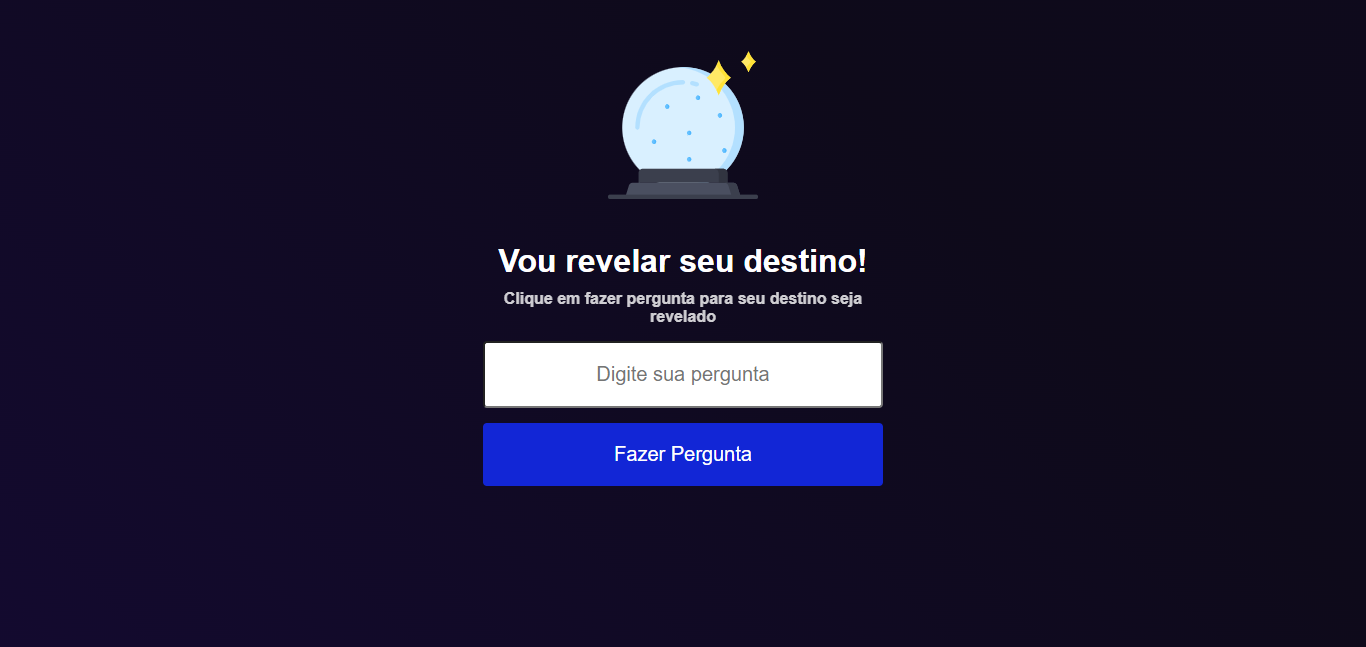 Vou revelar seu destino!
Clique em fazer pergunta para seu destino seja
revelado
Digite sua pergunta
Fazer Pergunta